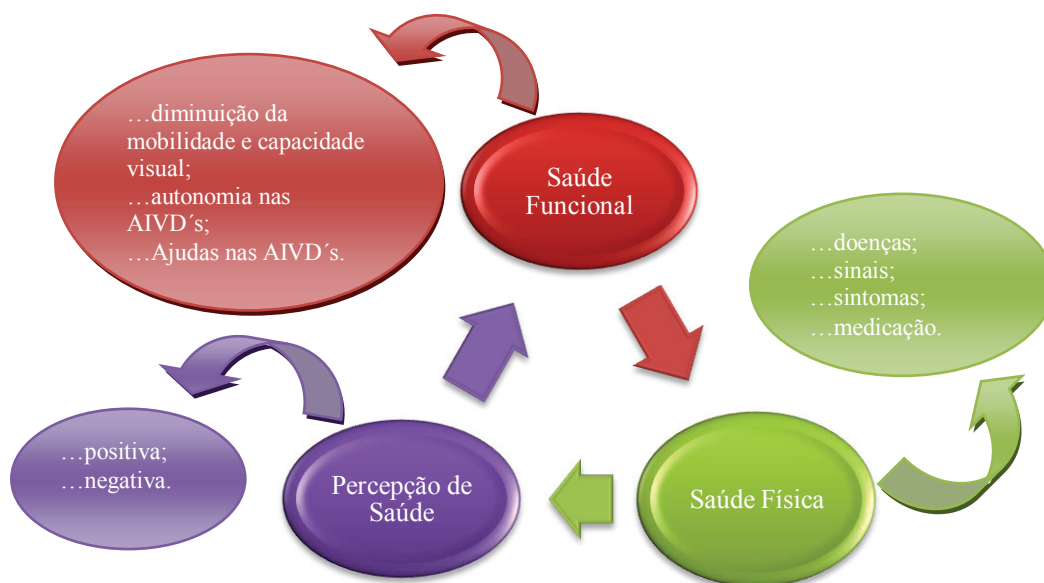 …diminuição da
mobilidade e capacidade
visual;
…autonomia nas
AIVD´s;
…Ajudas nas AIVD´s.
Saúde
Funcional
…doenças;
…sinais;
…sintomas;
…medicação.
…positiva;
…negativa.
Percepção de
Saúde
Saúde Física